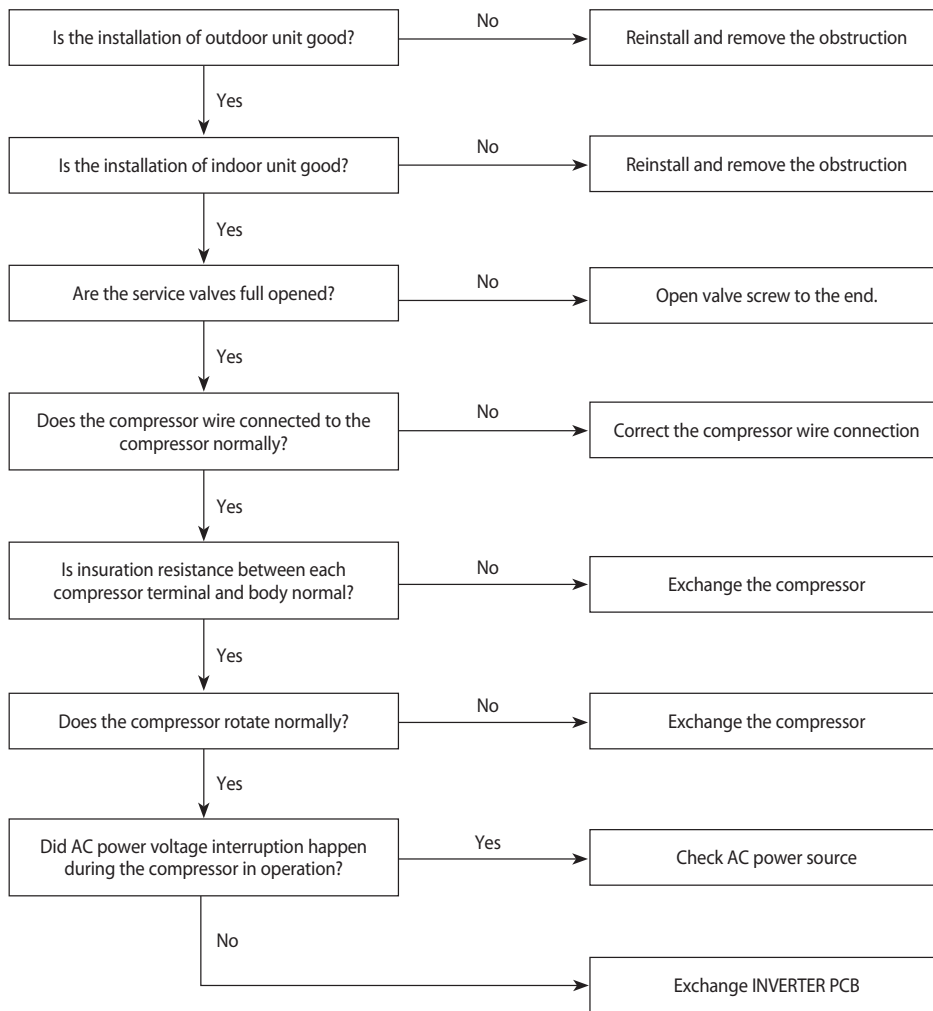 Is the installation of outdoor unit good?
No
Reinstall and remove the obstruction
Yes
Is the installation of indoor unit good?
No
Reinstall and remove the obstruction
Yes
Are the service valves full opened?
No
Open valve screw to the end.
Yes
Does the compressor wire connected to the
compressor normally?
No
Correct the compressor wire connection
Yes
Is insuration resistance between each
compressor terminal and body normal?
No
Exchange the compressor
Yes
Does the compressor rotate normally?
No
Exchange the compressor
Yes
Did AC power voltage interruption happen
during the compressor in operation?
Yes
Check AC power source
No
Exchange INVERTER PCB